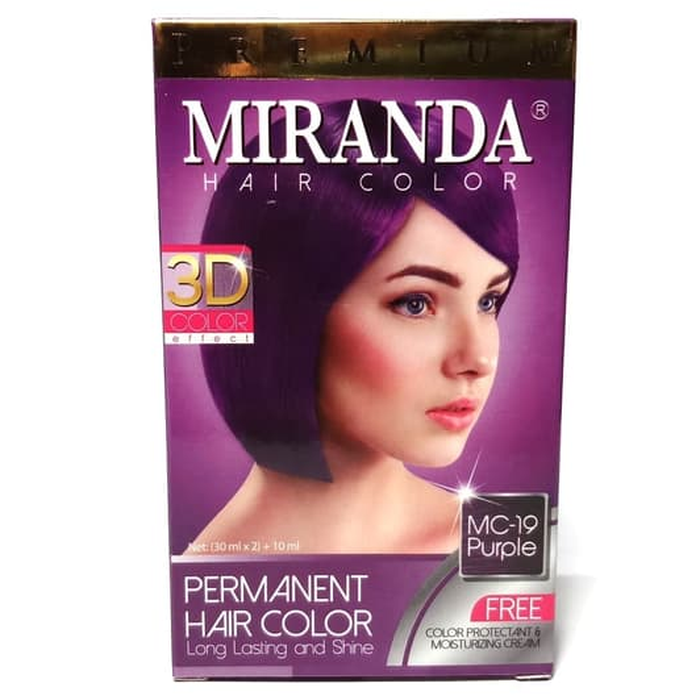 PREMIUM
MIRANDA®
HAIR COLOR
3D
COLOR
effect
MC-19
Purple
Net: (30 ml x 2) + 10 ml
PERMANENT
HAIR COLOR
Long Lasting and Shine
FREE
COLOR PROTECTANT &
MOISTURIZING CREAM